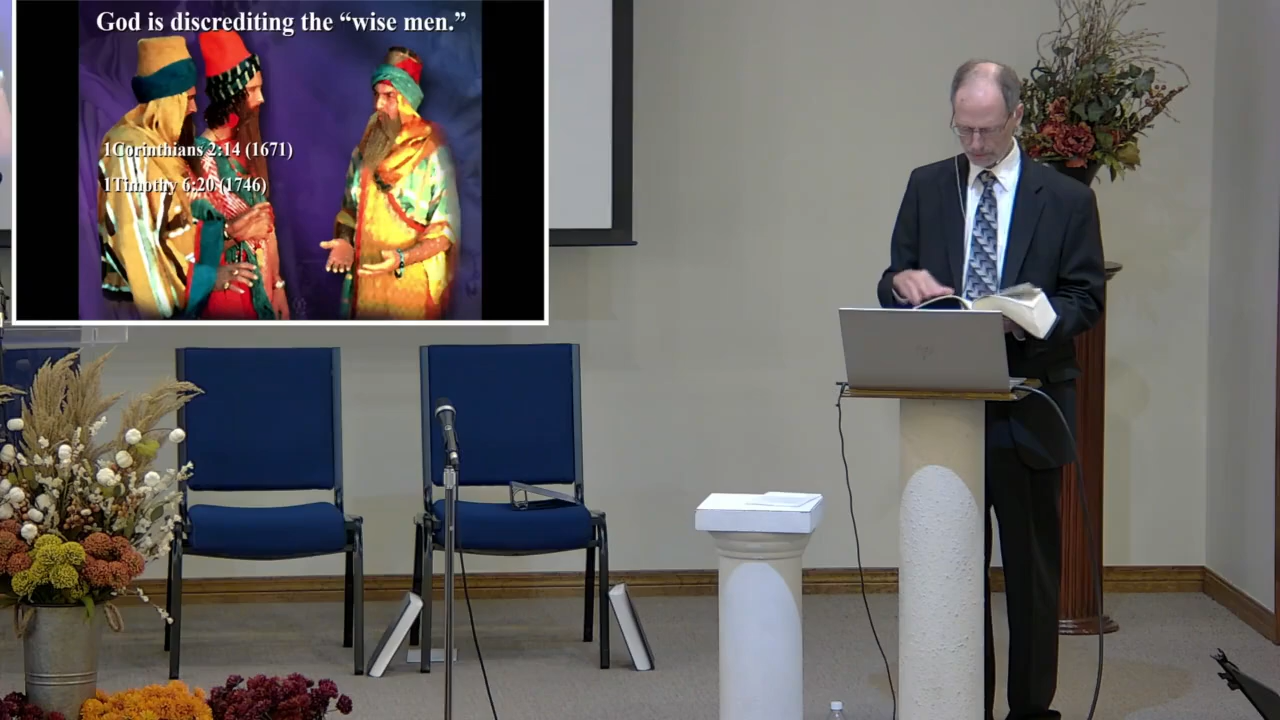 God is discrediting the “wise men.”
1Corinthians 2:14 (1671)
1Timothy 6:20 (1746)